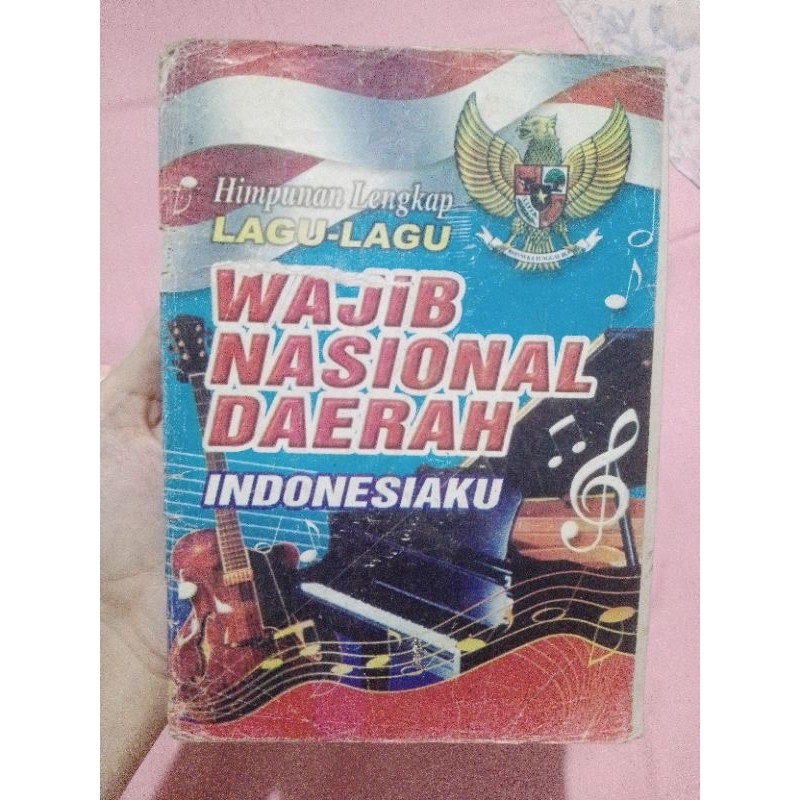 Himpunan Lengkap
LAGU-LAGU
WAJIB
NASIONAL
DAERAH
INDONESIAKU